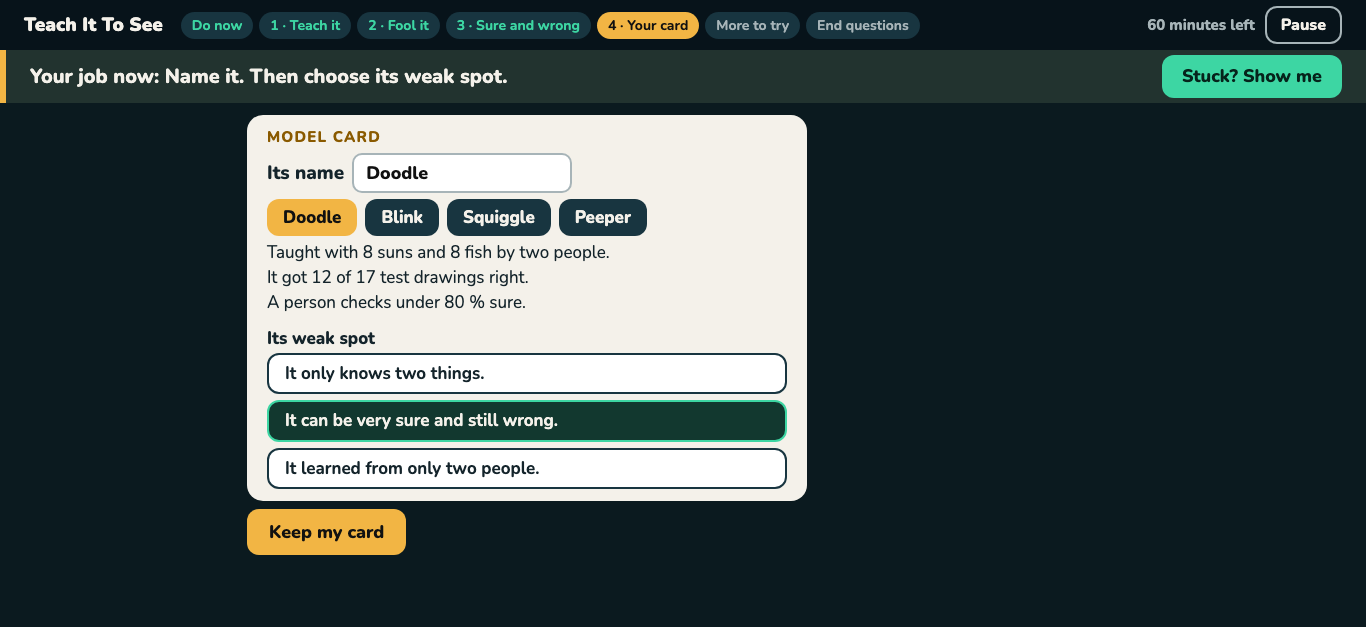 Teach It To See
Do now
1 · Teach it
2 · Fool it
3 · Sure and wrong
4 · Your card
More to try
End questions
60 minutes left
Pause
Your job now: Name it. Then choose its weak spot.
Stuck? Show me
MODEL CARD
Its name
Doodle
Doodle
Blink
Squiggle
Peeper
Taught with 8 suns and 8 fish by two people.
It got 12 of 17 test drawings right.
A person checks under 80 % sure.
Its weak spot
It only knows two things.
It can be very sure and still wrong.
It learned from only two people.
Keep my card